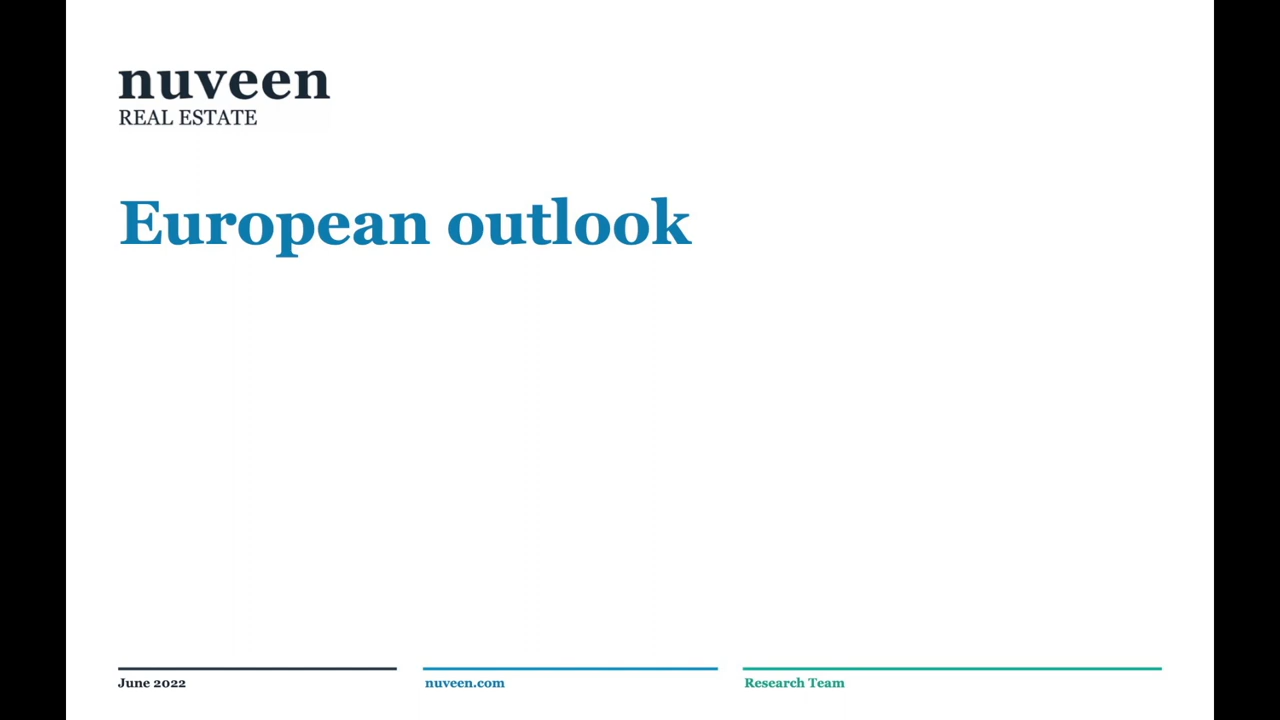 nuveen
REAL ESTATE
European outlook
June 2022
nuveen.com
Research Team